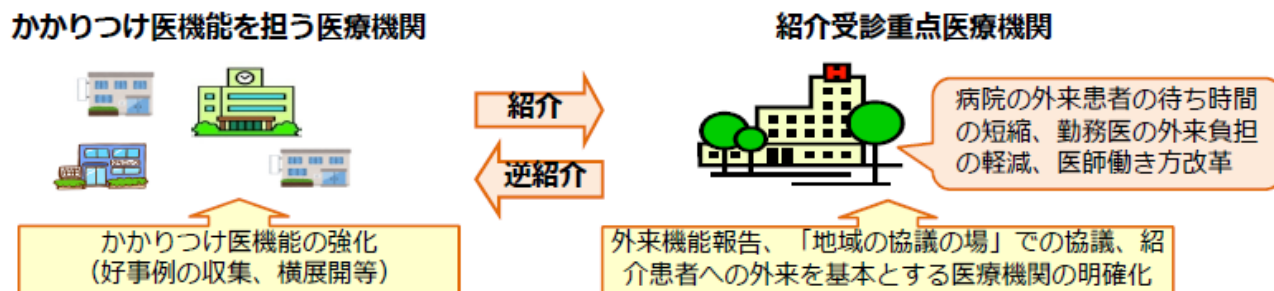 かかりつけ医機能を担う医療機関
紹介受診重点医療機関
紹介
逆紹介
H
病院の外来患者の待ち時間
の短縮、勤務医の外来負担
の軽減、医師働き方改革
かかりつけ医機能の強化
（好事例の収集、横展開等）
外来機能報告、「地域の協議の場」での協議、紹
介患者への外来を基本とする医療機関の明確化